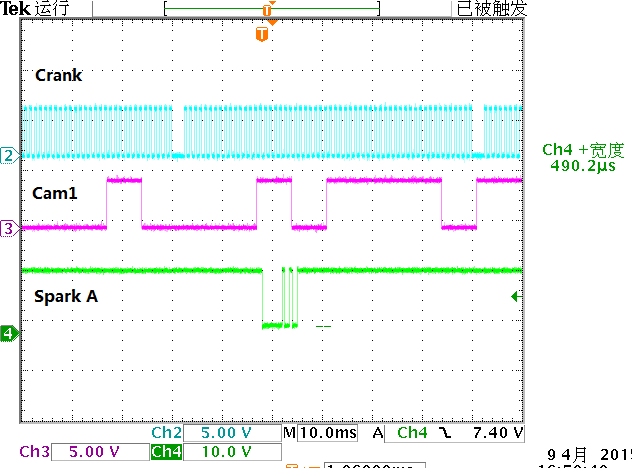 Tek 运行 已被触发
T
T
Crank
2
Ch4 +宽度
490.2µs
Cam1
3
Spark A
4
Ch2 5.00 V M 10.0ms A Ch4 7.40 V
Ch3 5.00 V Ch4 10.0 V
9 4月 201